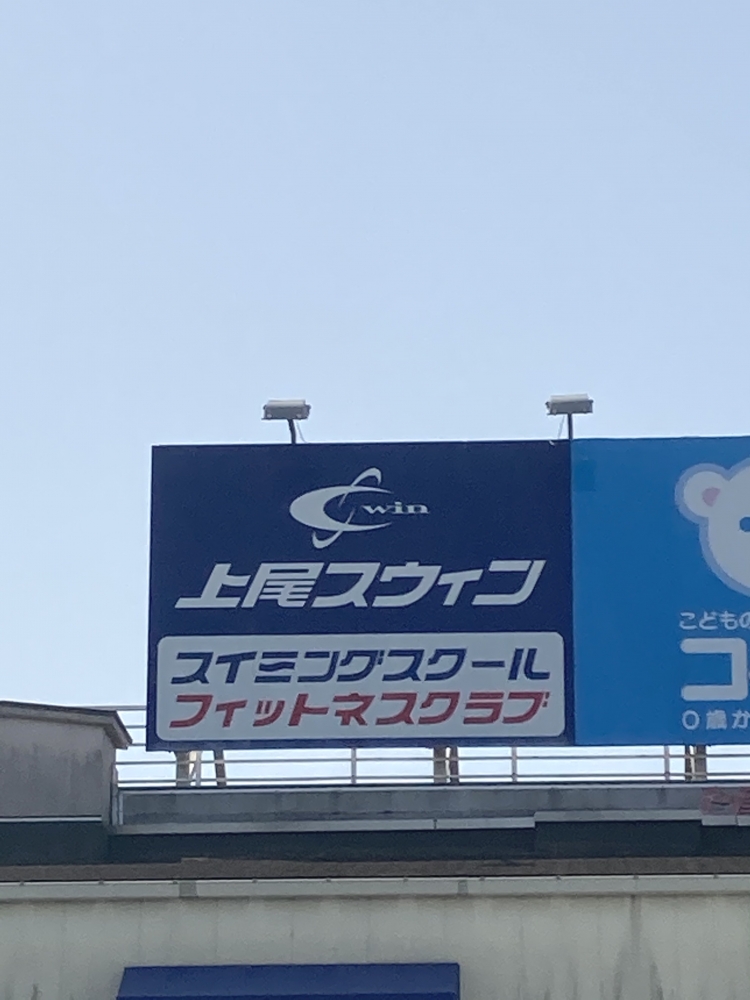 win
上尾スウィン
スイミングスクール
フィットネスクラブ
こどもの
コ
0歳か